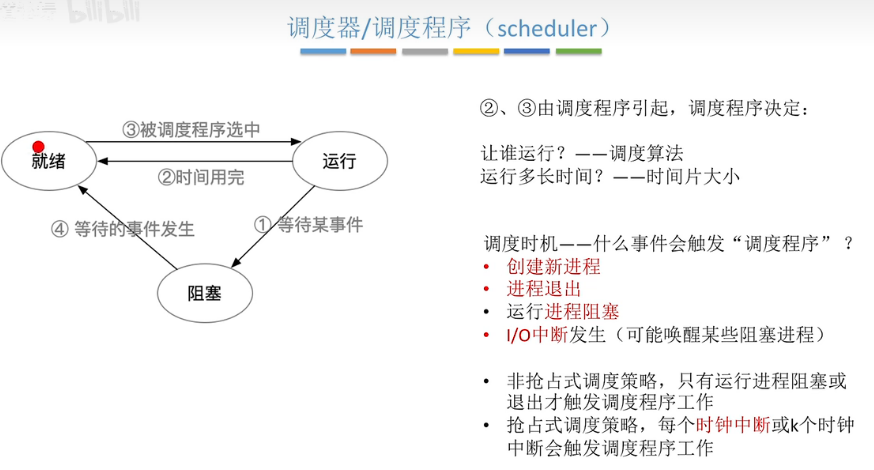 bilibili
调度器/调度程序（scheduler）
③被调度程序选中
就绪
运行
②时间用完
① 等待某事件
④ 等待的事件发生
阻塞
②、③由调度程序引起，调度程序决定：
让谁运行？——调度算法
运行多长时间？——时间片大小
调度时机——什么事件会触发“调度程序”？
• 创建新进程
• 进程退出
• 运行进程阻塞
• I/O中断发生（可能唤醒某些阻塞进程）
• 非抢占式调度策略，只有运行进程阻塞或
退出才触发调度程序工作
• 抢占式调度策略，每个时钟中断或k个时钟
中断会触发调度程序工作